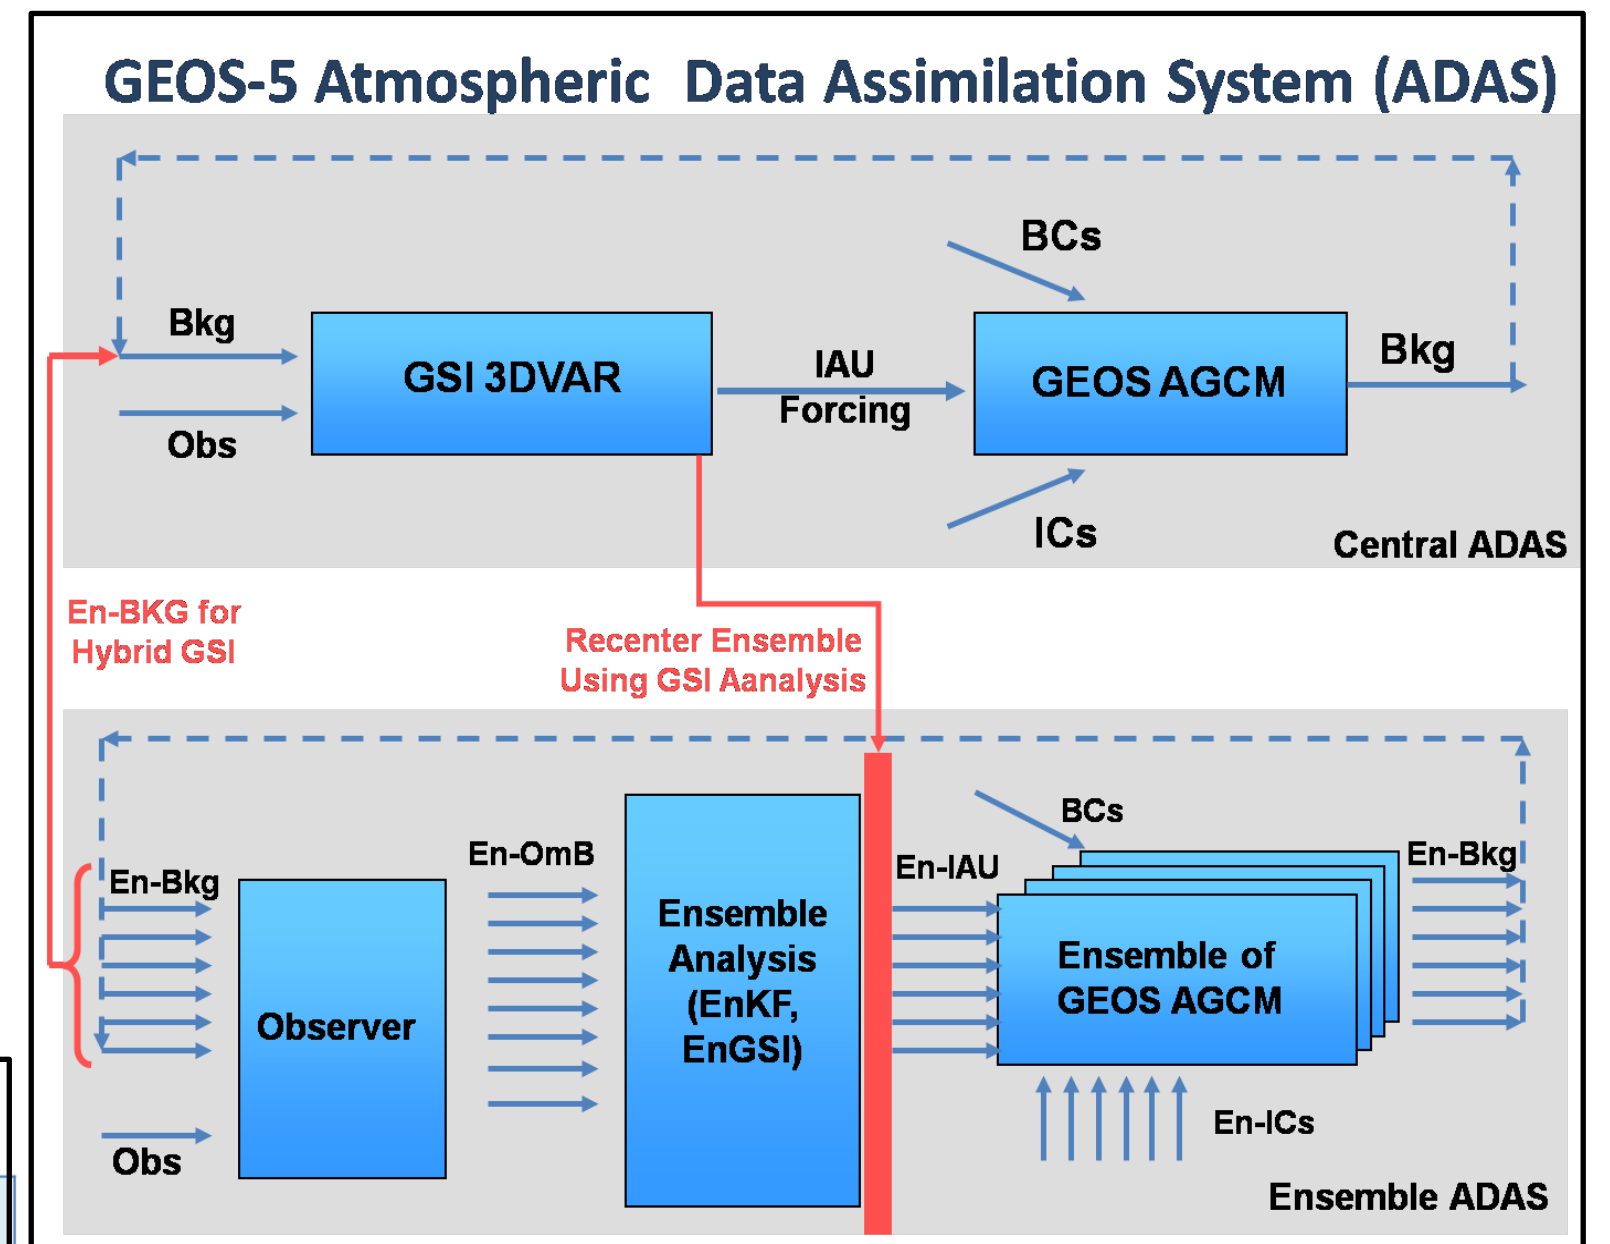 GEOS-5 Atmospheric Data Assimilation System (ADAS)
BCs
Bkg
GSI 3DVAR
IAU
Forcing
GEOS AGCM
Bkg
Obs
ICs
Central ADAS
En-BKG for
Hybrid GSI
Recenter Ensemble
Using GSI Aanalysis
BCs
En-Bkg
En-OmB
En-IAU
En-Bkg
Observer
Ensemble
Analysis
(EnKF,
EnGSI)
Ensemble of
GEOS AGCM
Obs
En-ICs
Ensemble ADAS